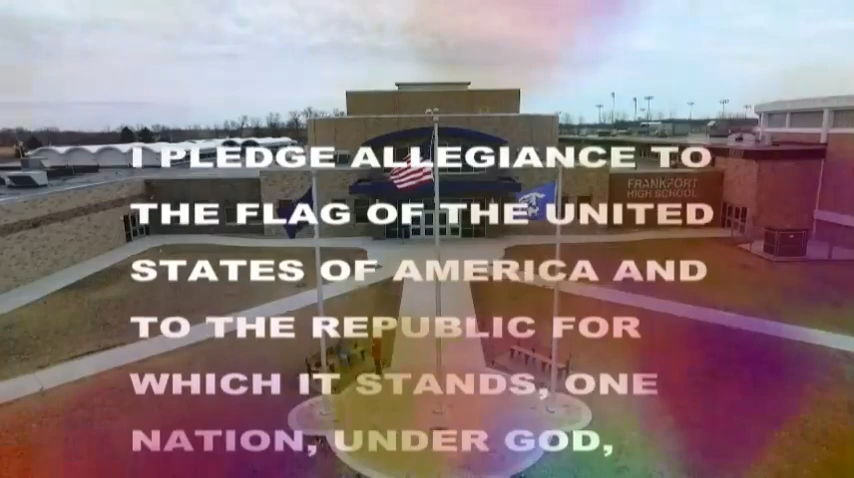 I PLEDGE ALLEGIANCE TO
THE FLAG OF THE UNITED
STATES OF AMERICA AND
TO THE REPUBLIC FOR
WHICH IT STANDS, ONE
NATION, UNDER GOD,
FRANKFORT
HIGH SCHOOL